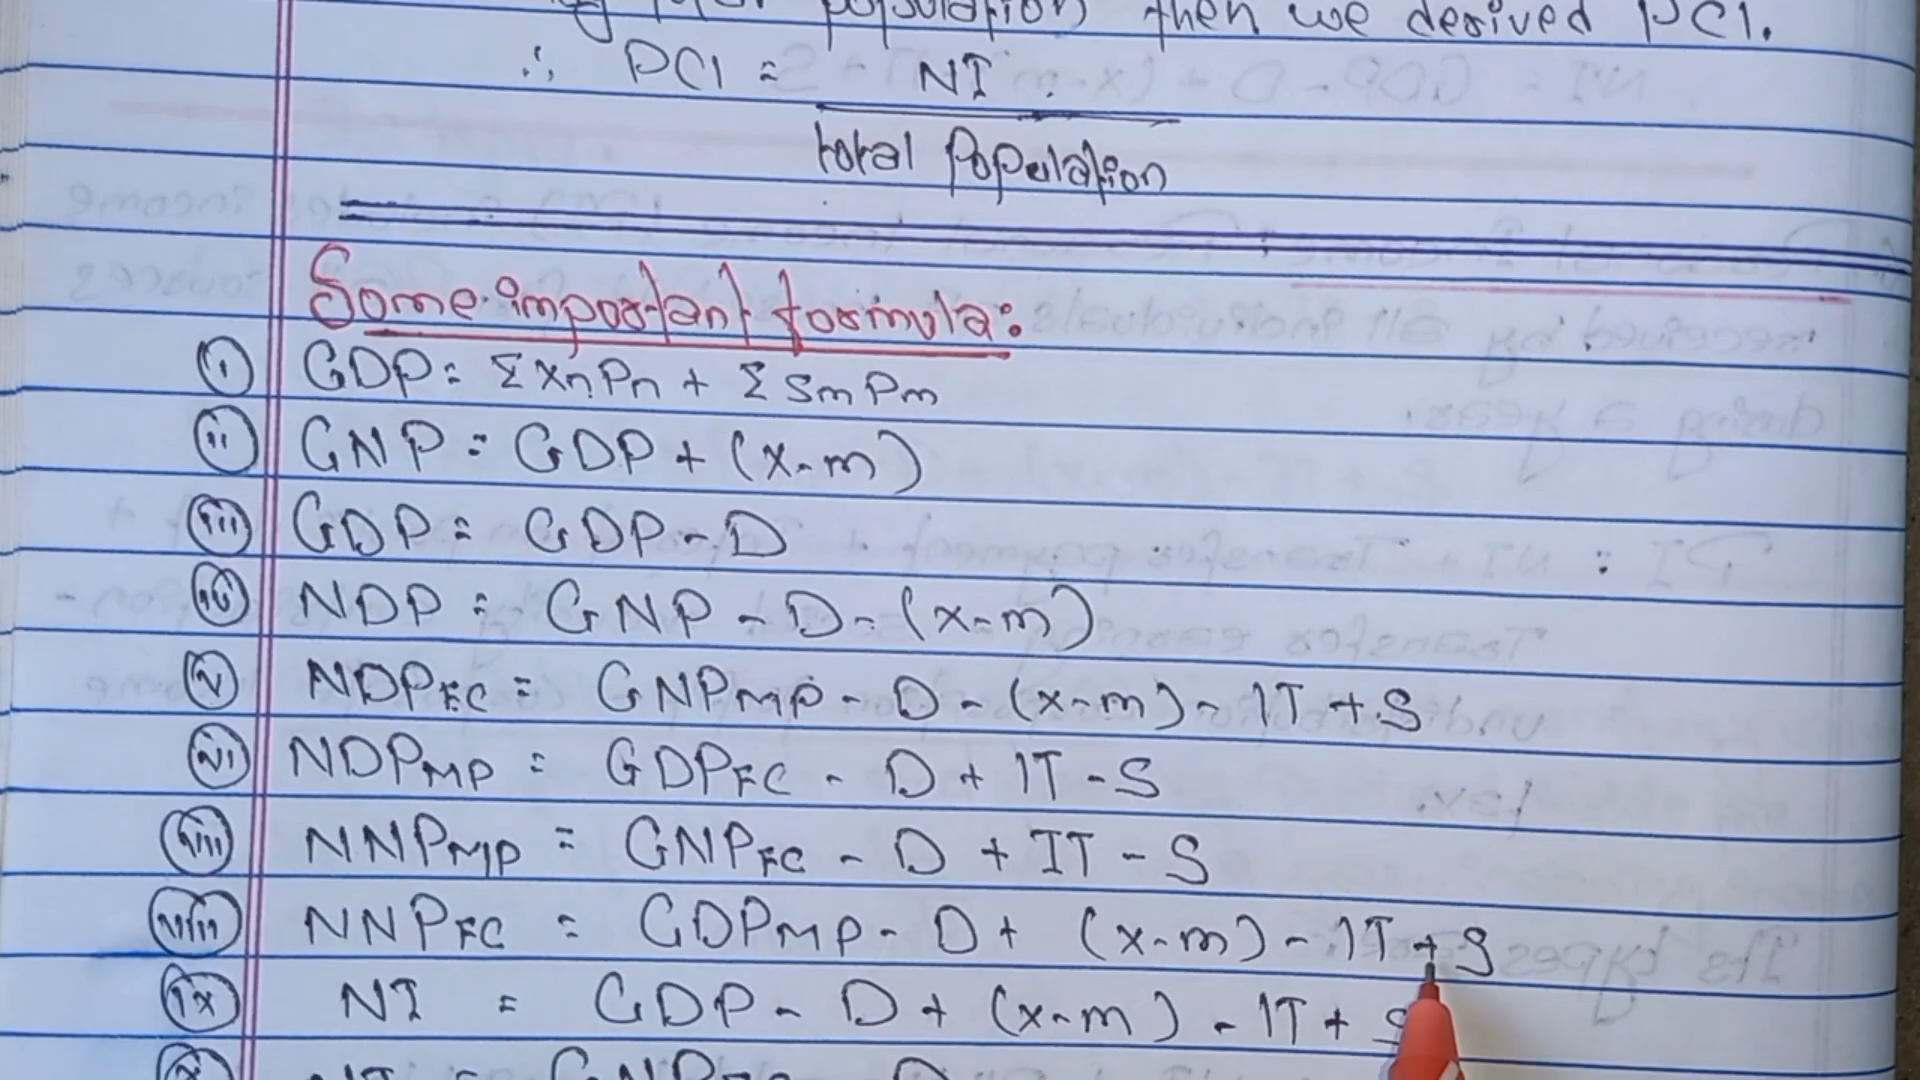 population then we derived PCI.
∴ PCI = NI
total Population
Some important formula:
(i) GDP = ΣXnPn + ΣSmPm
(ii) GNP = GDP + (x-m)
(iii) GDP = GDP - D
(iv) NDP = GNP - D - (x-m)
(v) NDPFC = GNPMP - D - (x-m) - IT + S
(vi) NDPMP = GDPFC - D + IT - S
(vii) NNPMP = GNPFC - D + IT - S
(viii) NNPFC = GDPMP - D + (x-m) - IT + S
(ix) NI = GDP - D + (x-m) - IT +